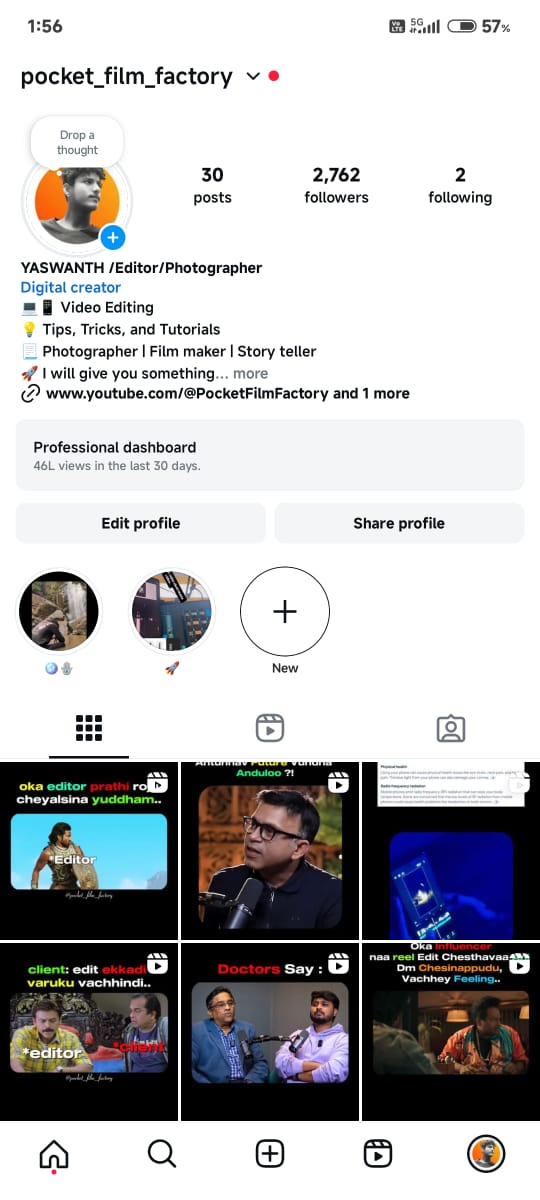 1:56
Vo LTE 5G 57%
pocket_film_factory
Drop a
thought
30 2,762 2
posts followers following
YASWANTH /Editor/Photographer
Digital creator
💻📱 Video Editing
💡 Tips, Tricks, and Tutorials
📃 Photographer | Film maker | Story teller
🚀 I will give you something... more
www.youtube.com/@PocketFilmFactory and 1 more
Professional dashboard
46L views in the last 30 days.
Edit profile Share profile
New
oka editor prathi
cheyalsina yuddham..
*Editor
@pocket_film_factory
Future Vundha
Anduloo ?!
Physical health
Radio frequency radiation
client: edit ekkadi
varuku vachhindi..
*editor
*client
@pocket_film_factory
Doctors Say :
Oka Influencer
naa reel Edit Chesthavaa
Dm Chesinappudu,
Vachhey Feeling..